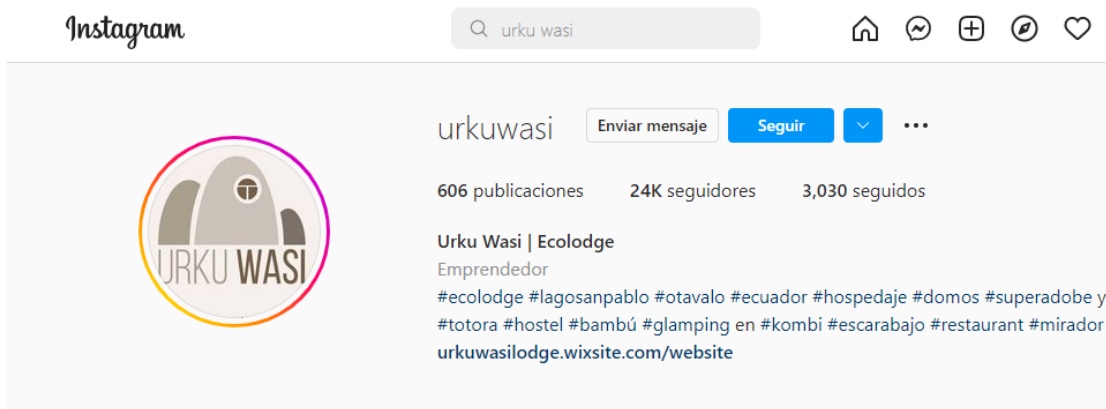 Instagram
urku wasi
urkuwasi Enviar mensaje Seguir
606 publicaciones 24K seguidores 3,030 seguidos
URKU WASI
Urku Wasi | Ecolodge
Emprendedor
#ecolodge #lagosanpablo #otavalo #ecuador #hospedaje #domos #superadobe y
#totora #hostel #bambú #glamping en #kombi #escarabajo #restaurant #mirador
urkuwasilodge.wixsite.com/website